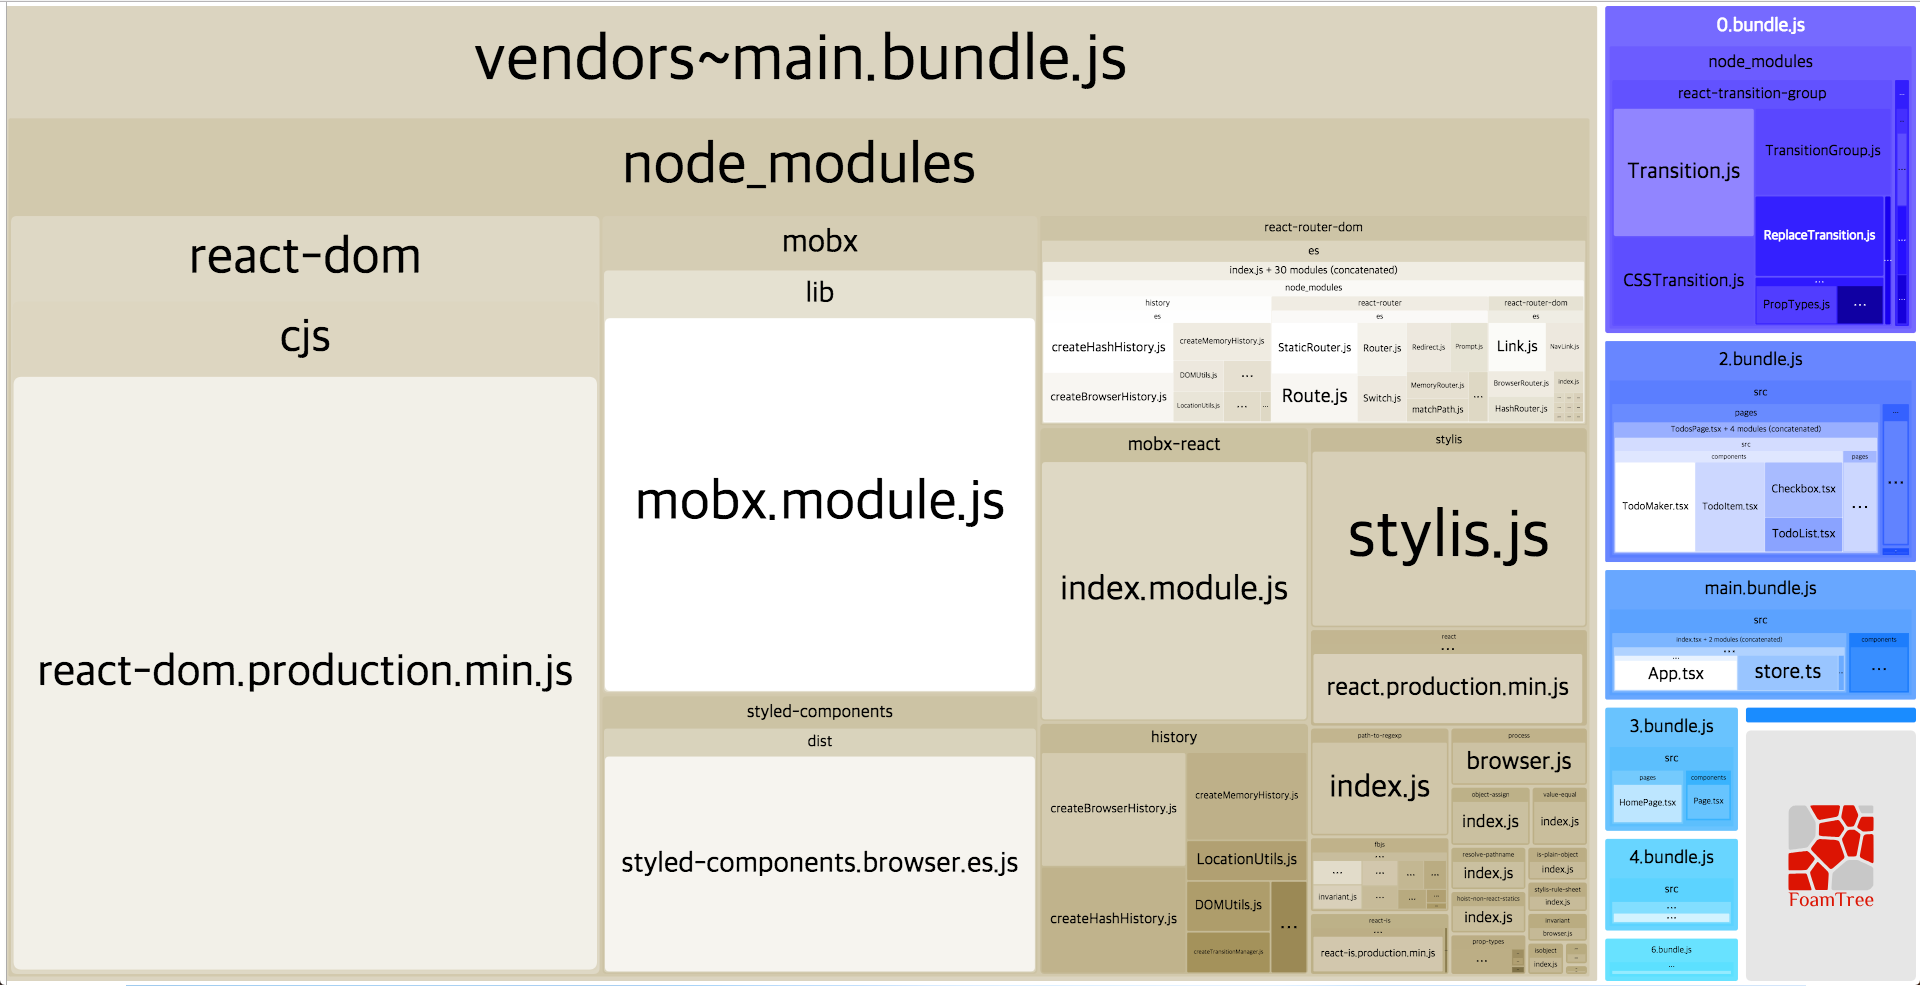 vendors~main.bundle.js
node_modules
react-dom
cjs
react-dom.production.min.js
mobx
lib
mobx.module.js
styled-components
dist
styled-components.browser.es.js
react-router-dom
es
index.js + 30 modules (concatenated)
node_modules
history
es
createHashHistory.js
createBrowserHistory.js
createMemoryHistory.js
DOMUtils.js
...
LocationUtils.js
...
...
react-router
es
StaticRouter.js
Route.js
Router.js
Switch.js
Redirect.js
Prompt.js
MemoryRouter.js
matchPath.js
...
react-router-dom
es
Link.js
NavLink.js
BrowserRouter.js
HashRouter.js
index.js
mobx-react
index.module.js
stylis
stylis.js
react
...
react.production.min.js
history
createBrowserHistory.js
createHashHistory.js
createMemoryHistory.js
LocationUtils.js
DOMUtils.js
createTransitionManager.js
...
path-to-regexp
index.js
process
browser.js
object-assign
index.js
value-equal
index.js
fbjs
...
...
...
...
...
invariant.js
...
...
...
react-is
...
react-is.production.min.js
resolve-pathname
index.js
is-plain-object
index.js
hoist-non-react-statics
index.js
stylis-rule-sheet
index.js
invariant
browser.js
prop-types
...
isobject
index.js
0.bundle.js
node_modules
react-transition-group
Transition.js
TransitionGroup.js
CSSTransition.js
ReplaceTransition.js
...
PropTypes.js
...
...
2.bundle.js
src
pages
TodosPage.tsx + 4 modules (concatenated)
src
components
TodoMaker.tsx
TodoItem.tsx
Checkbox.tsx
TodoList.tsx
pages
...
...
...
main.bundle.js
src
index.tsx + 2 modules (concatenated)
...
...
App.tsx
store.ts
components
...
3.bundle.js
src
pages
HomePage.tsx
components
Page.tsx
4.bundle.js
src
...
...
6.bundle.js
...
FoamTree